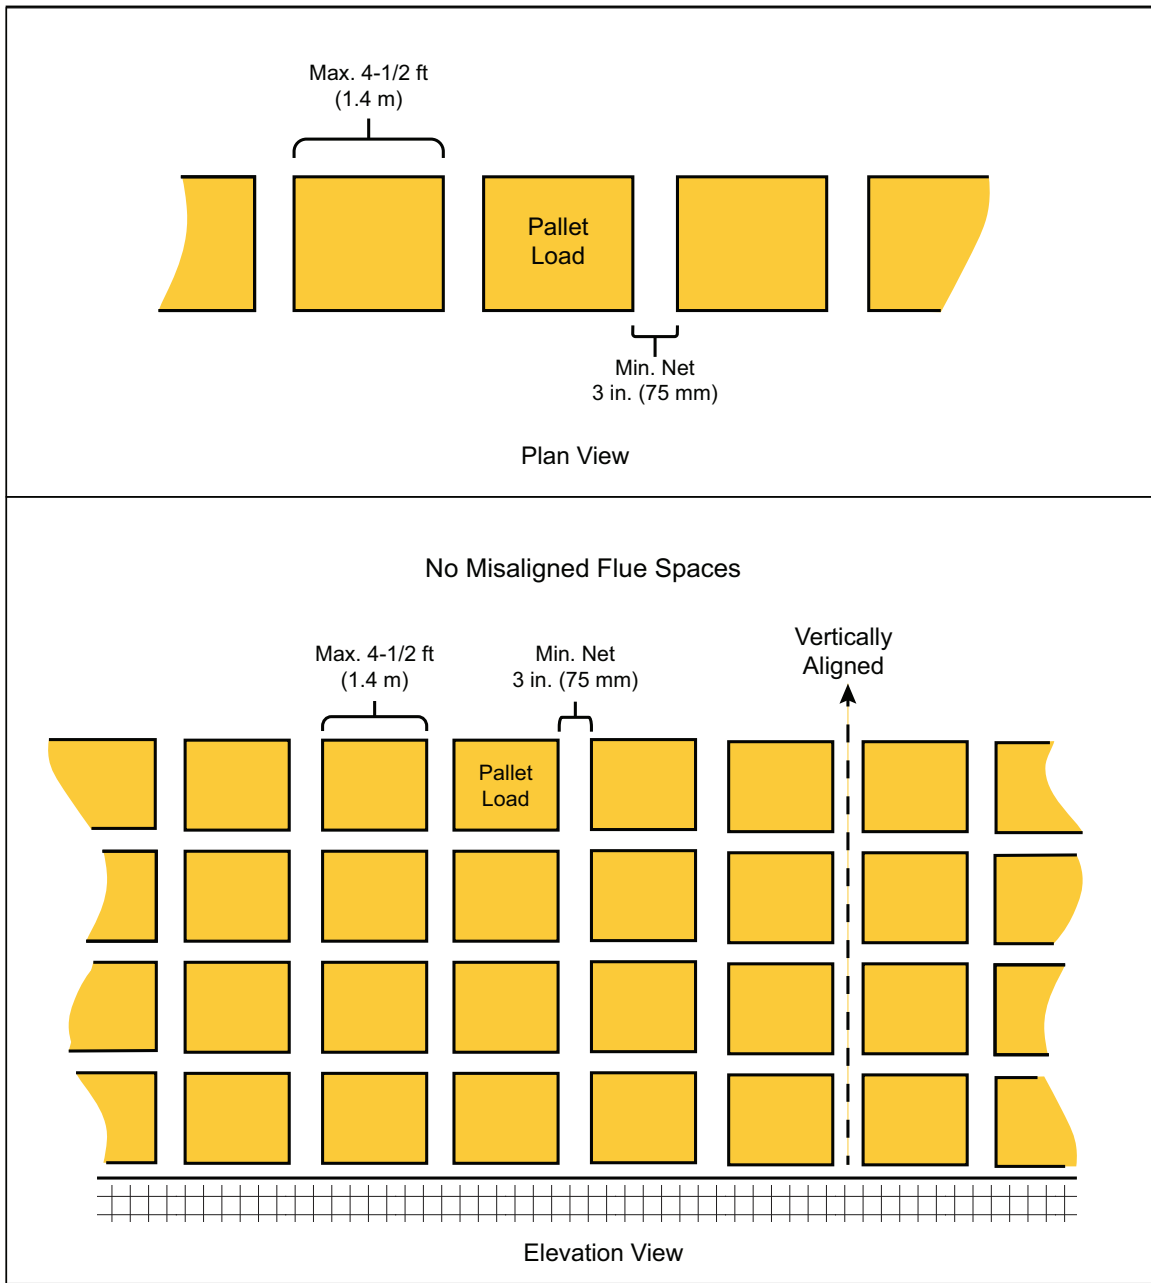 Max. 4-1/2 ft
(1.4 m)
Pallet
Load
Min. Net
3 in. (75 mm)
Plan View
No Misaligned Flue Spaces
Max. 4-1/2 ft
(1.4 m)
Min. Net
3 in. (75 mm)
Vertically
Aligned
Pallet
Load
Elevation View